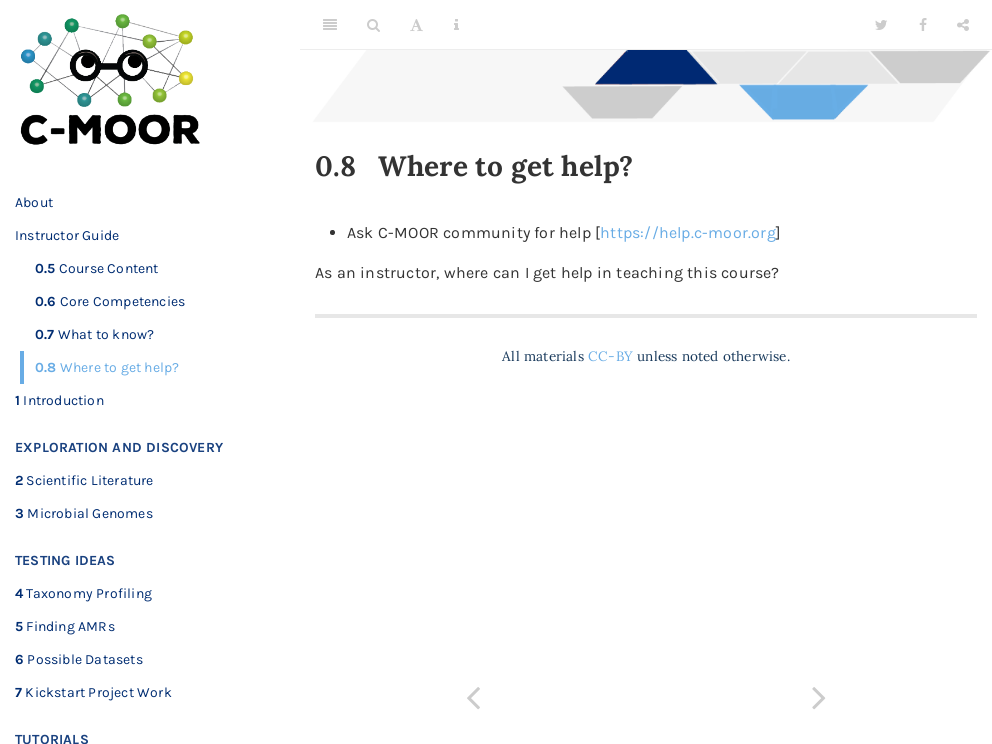 C-MOOR
About
Instructor Guide
0.5 Course Content
0.6 Core Competencies
0.7 What to know?
0.8 Where to get help?
1 Introduction
EXPLORATION AND DISCOVERY
2 Scientific Literature
3 Microbial Genomes
TESTING IDEAS
4 Taxonomy Profiling
5 Finding AMRs
6 Possible Datasets
7 Kickstart Project Work
TUTORIALS
A
0.8 Where to get help?
Ask C-MOOR community for help [https://help.c-moor.org]
As an instructor, where can I get help in teaching this course?
All materials CC-BY unless noted otherwise.